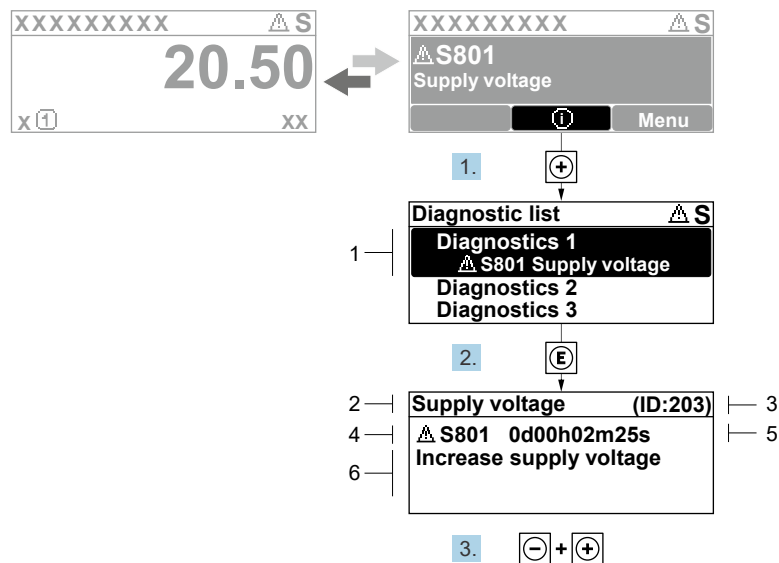 XXXXXXXXX ⚠ S
20.50
X ① XX
XXXXXXXXX ⚠ S
⚠S801
Supply voltage
ⓘ Menu
1. +
Diagnostic list ⚠ S
1
Diagnostics 1
⚠ S801 Supply voltage
Diagnostics 2
Diagnostics 3
2. E
2 Supply voltage (ID:203) 3
4 ⚠ S801 0d00h02m25s 5
6 Increase supply voltage
3. - + +